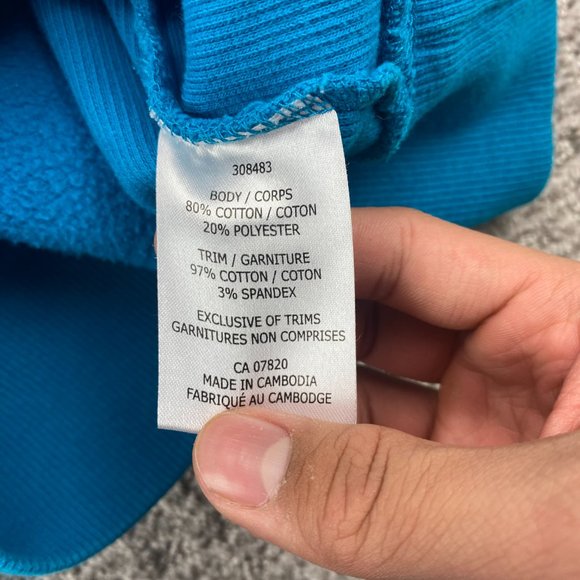 308483
BODY / CORPS
80% COTTON / COTON
20% POLYESTER
TRIM / GARNITURE
97% COTTON / COTON
3% SPANDEX
EXCLUSIVE OF TRIMS
GARNITURES NON COMPRISES
CA 07820
MADE IN CAMBODIA
FABRIQUÉ AU CAMBODGE